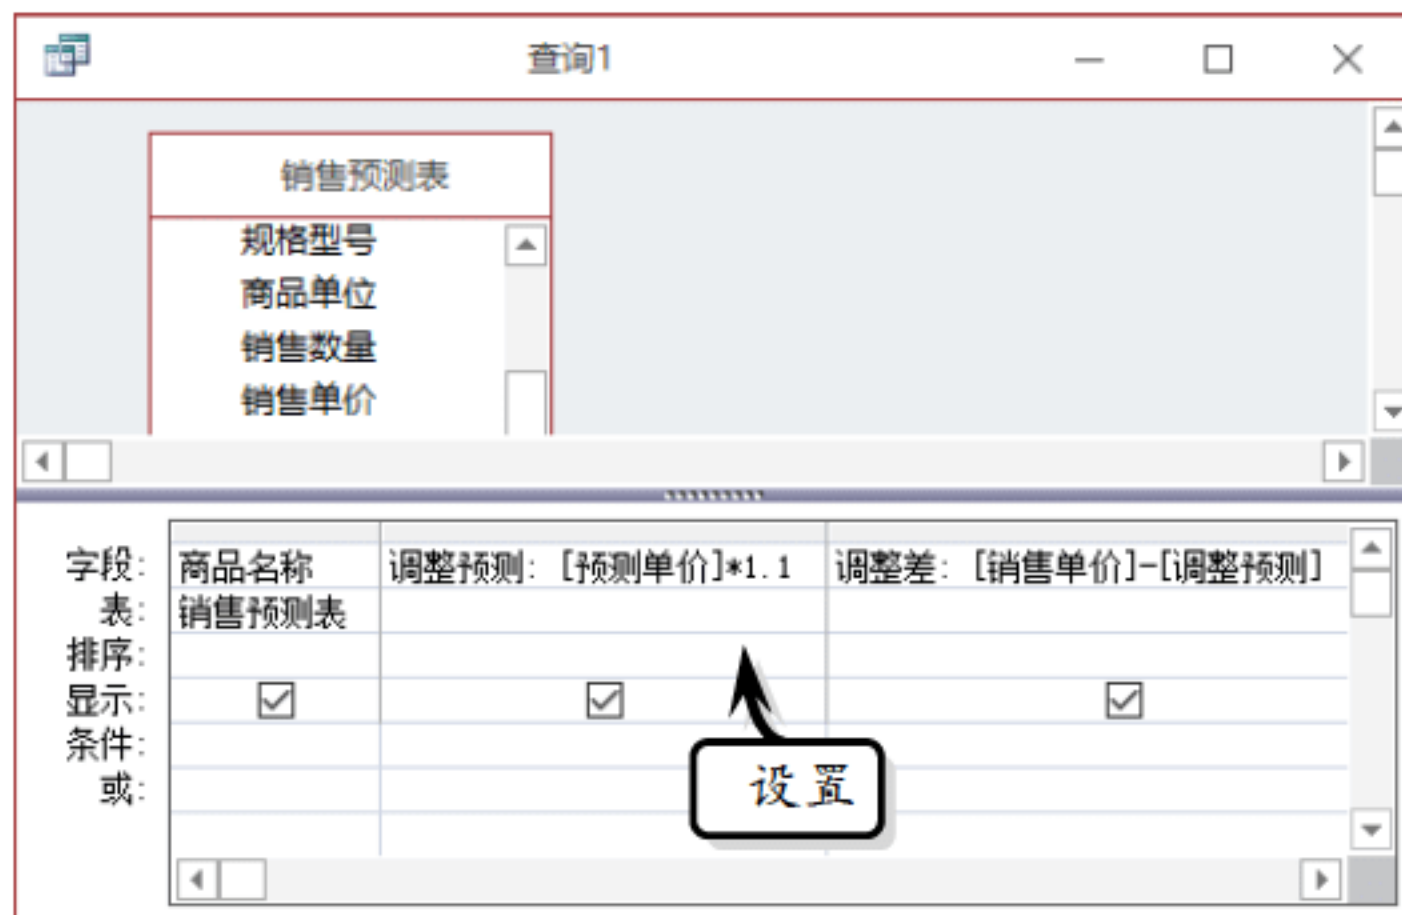 查询1
销售预测表
规格型号
商品单位
销售数量
销售单价
字段: 商品名称 调整预测: [预测单价]*1.1 调整差: [销售单价]-[调整预测]
表: 销售预测表
排序:
显示:
条件:
或:
设置